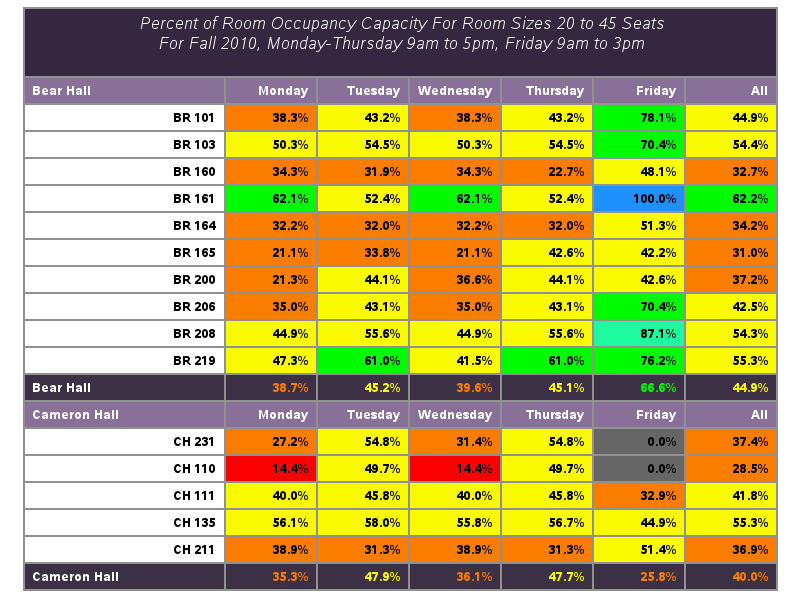 Percent of Room Occupancy Capacity For Room Sizes 20 to 45 Seats
For Fall 2010, Monday-Thursday 9am to 5pm, Friday 9am to 3pm
Bear Hall Monday Tuesday Wednesday Thursday Friday All
BR 101 38.3% 43.2% 38.3% 43.2% 78.1% 44.9%
BR 103 50.3% 54.5% 50.3% 54.5% 70.4% 54.4%
BR 160 34.3% 31.9% 34.3% 22.7% 48.1% 32.7%
BR 161 62.1% 52.4% 62.1% 52.4% 100.0% 62.2%
BR 164 32.2% 32.0% 32.2% 32.0% 51.3% 34.2%
BR 165 21.1% 33.8% 21.1% 42.6% 42.2% 31.0%
BR 200 21.3% 44.1% 36.6% 44.1% 42.6% 37.2%
BR 206 35.0% 43.1% 35.0% 43.1% 70.4% 42.5%
BR 208 44.9% 55.6% 44.9% 55.6% 87.1% 54.3%
BR 219 47.3% 61.0% 41.5% 61.0% 76.2% 55.3%
Bear Hall 38.7% 45.2% 39.6% 45.1% 66.6% 44.9%
Cameron Hall Monday Tuesday Wednesday Thursday Friday All
CH 231 27.2% 54.8% 31.4% 54.8% 0.0% 37.4%
CH 110 14.4% 49.7% 14.4% 49.7% 0.0% 28.5%
CH 111 40.0% 45.8% 40.0% 45.8% 32.9% 41.8%
CH 135 56.1% 58.0% 55.8% 56.7% 44.9% 55.3%
CH 211 38.9% 31.3% 38.9% 31.3% 51.4% 36.9%
Cameron Hall 35.3% 47.9% 36.1% 47.7% 25.8% 40.0%